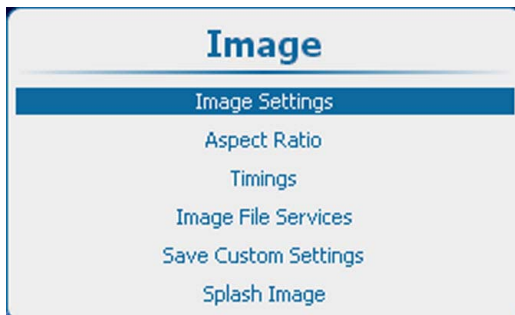 Image
Image Settings
Aspect Ratio
Timings
Image File Services
Save Custom Settings
Splash Image